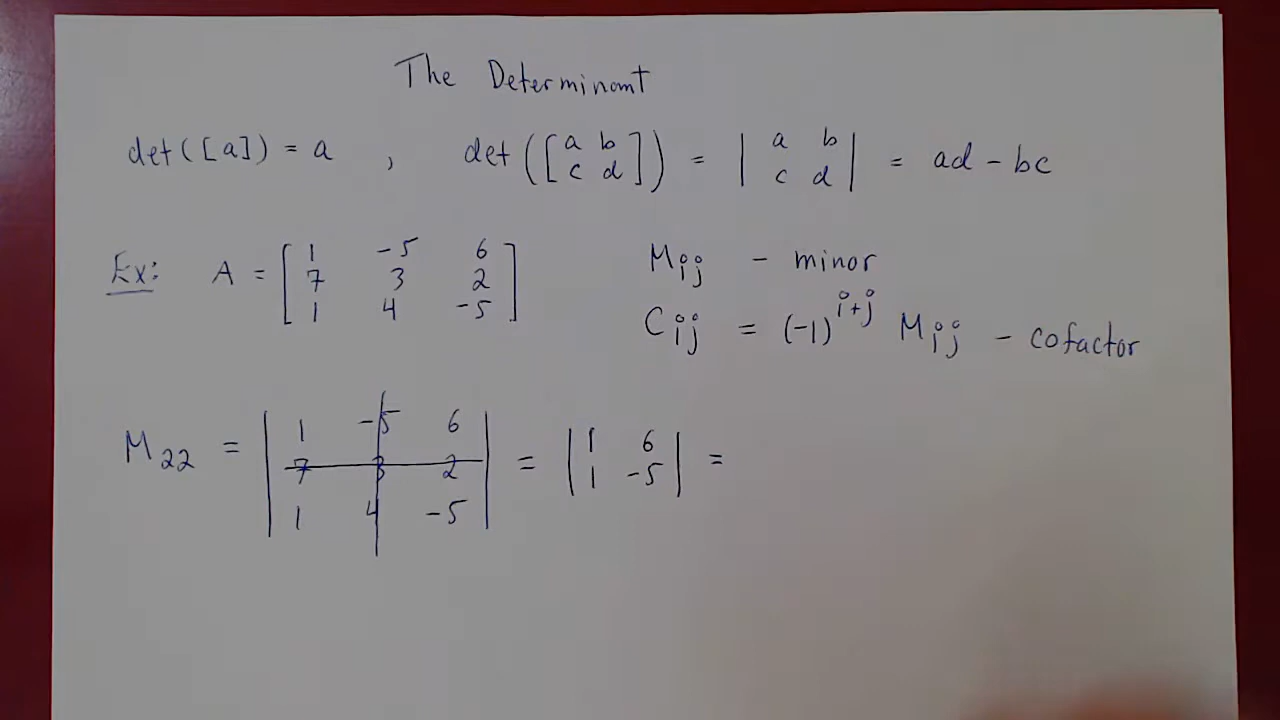 The Determinant
det([a]) = a , det([a b c d]) = |a b c d| = ad - bc
Ex: A = [1 -5 6 7 3 2 1 4 -5]
Mij - minor
Cij = (-1)^i+j Mij - cofactor
M22 = |1 -5 6 7 3 2 1 4 -5| = |1 6 1 -5| =